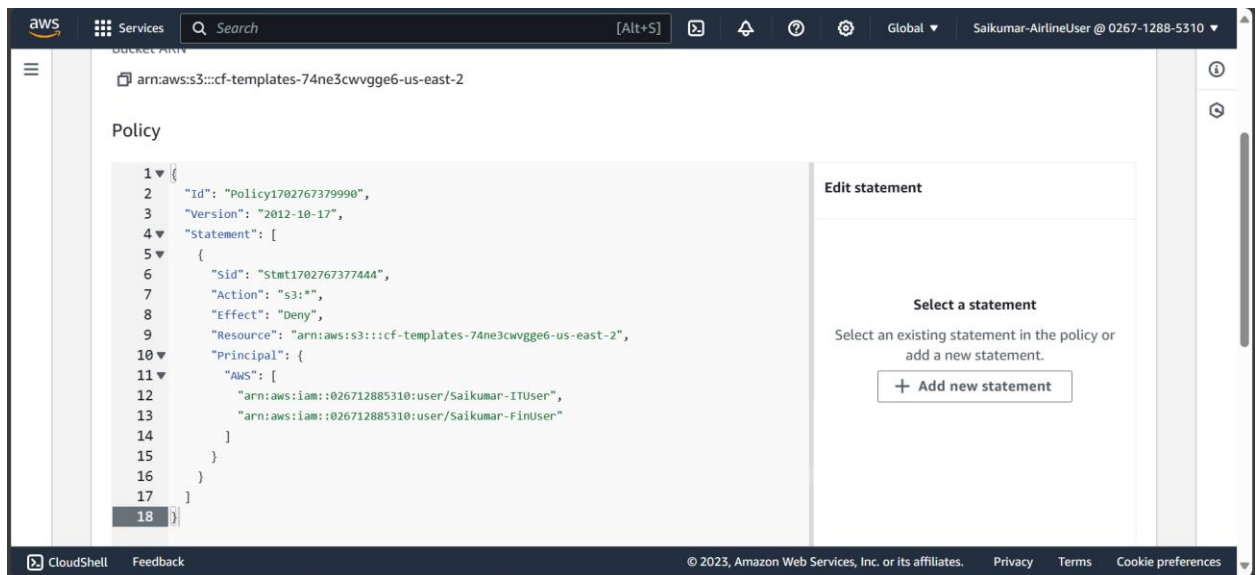 aws
Services
Search
[Alt+S]
Global ▼
Saikumar-AirlineUser @ 0267-1288-5310 ▼
Bucket ARN
arn:aws:s3:::cf-templates-74ne3cwvgge6-us-east-2
Policy
1 {
2 "Id": "Policy1702767379990",
3 "Version": "2012-10-17",
4 "Statement": [
5 {
6 "Sid": "Stmt1702767377444",
7 "Action": "s3:*",
8 "Effect": "Deny",
9 "Resource": "arn:aws:s3:::cf-templates-74ne3cwvgge6-us-east-2",
10 "Principal": {
11 "AWS": [
12 "arn:aws:iam::026712885310:user/Saikumar-ITUser",
13 "arn:aws:iam::026712885310:user/Saikumar-FinUser"
14 ]
15 }
16 }
17 ]
18 }
Edit statement
Select a statement
Select an existing statement in the policy or
add a new statement.
+ Add new statement
CloudShell
Feedback
© 2023, Amazon Web Services, Inc. or its affiliates.
Privacy
Terms
Cookie preferences